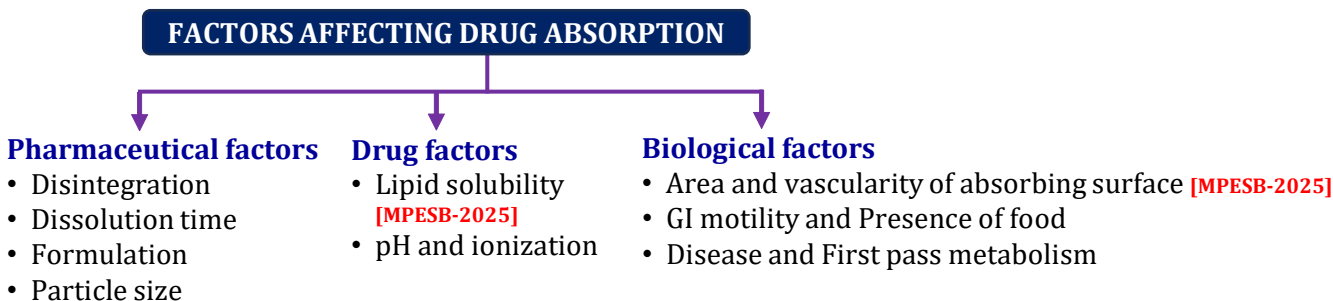 FACTORS AFFECTING DRUG ABSORPTION
Pharmaceutical factors
• Disintegration
• Dissolution time
• Formulation
• Particle size
Drug factors
• Lipid solubility
[MPESB-2025]
• pH and ionization
Biological factors
• Area and vascularity of absorbing surface [MPESB-2025]
• GI motility and Presence of food
• Disease and First pass metabolism